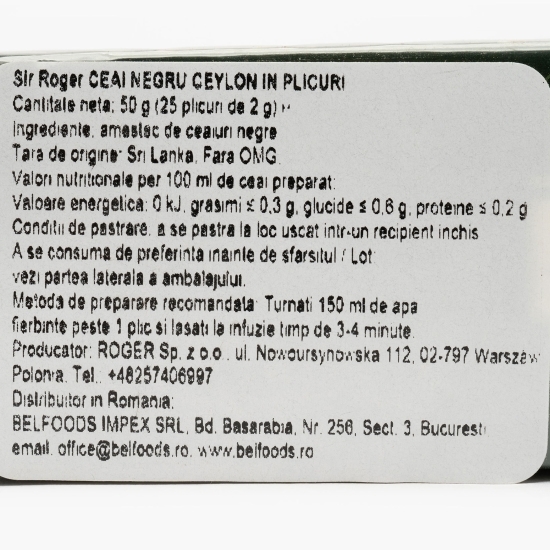 Sir Roger CEAI NEGRU CEYLON IN PLICURI
Cantitate neta: 50 g (25 plicuri de 2 g)
Ingrediente: amestec de ceaiuri negre
Tara de origine: Sri Lanka, Fara OMG.
Valori nutritionale per 100 ml de ceai preparat:
Valoare energetica: 0 kJ, grasimi ≤ 0,3 g, glucide ≤ 0,6 g, proteine ≤ 0,2 g
Conditii de pastrare: a se pastra la loc uscat intr-un recipient inchis
A se consuma de preferinta inainte de sfarsitul / Lot:
vezi partea laterala a ambalajului.
Metoda de preparare recomandata: Turnati 150 ml de apa
fierbinte peste 1 plic si lasati la infuzie timp de 3-4 minute.
Producator: ROGER Sp. z o.o., ul. Nowoursynowska 112, 02-797 Warszaw
Polonia. Tel.: +48257406997
Distribuitor in Romania:
BELFOODS IMPEX SRL, Bd. Basarabia, Nr. 256, Sect. 3, Bucuresti
email: office@belfoods.ro, www.belfoods.ro